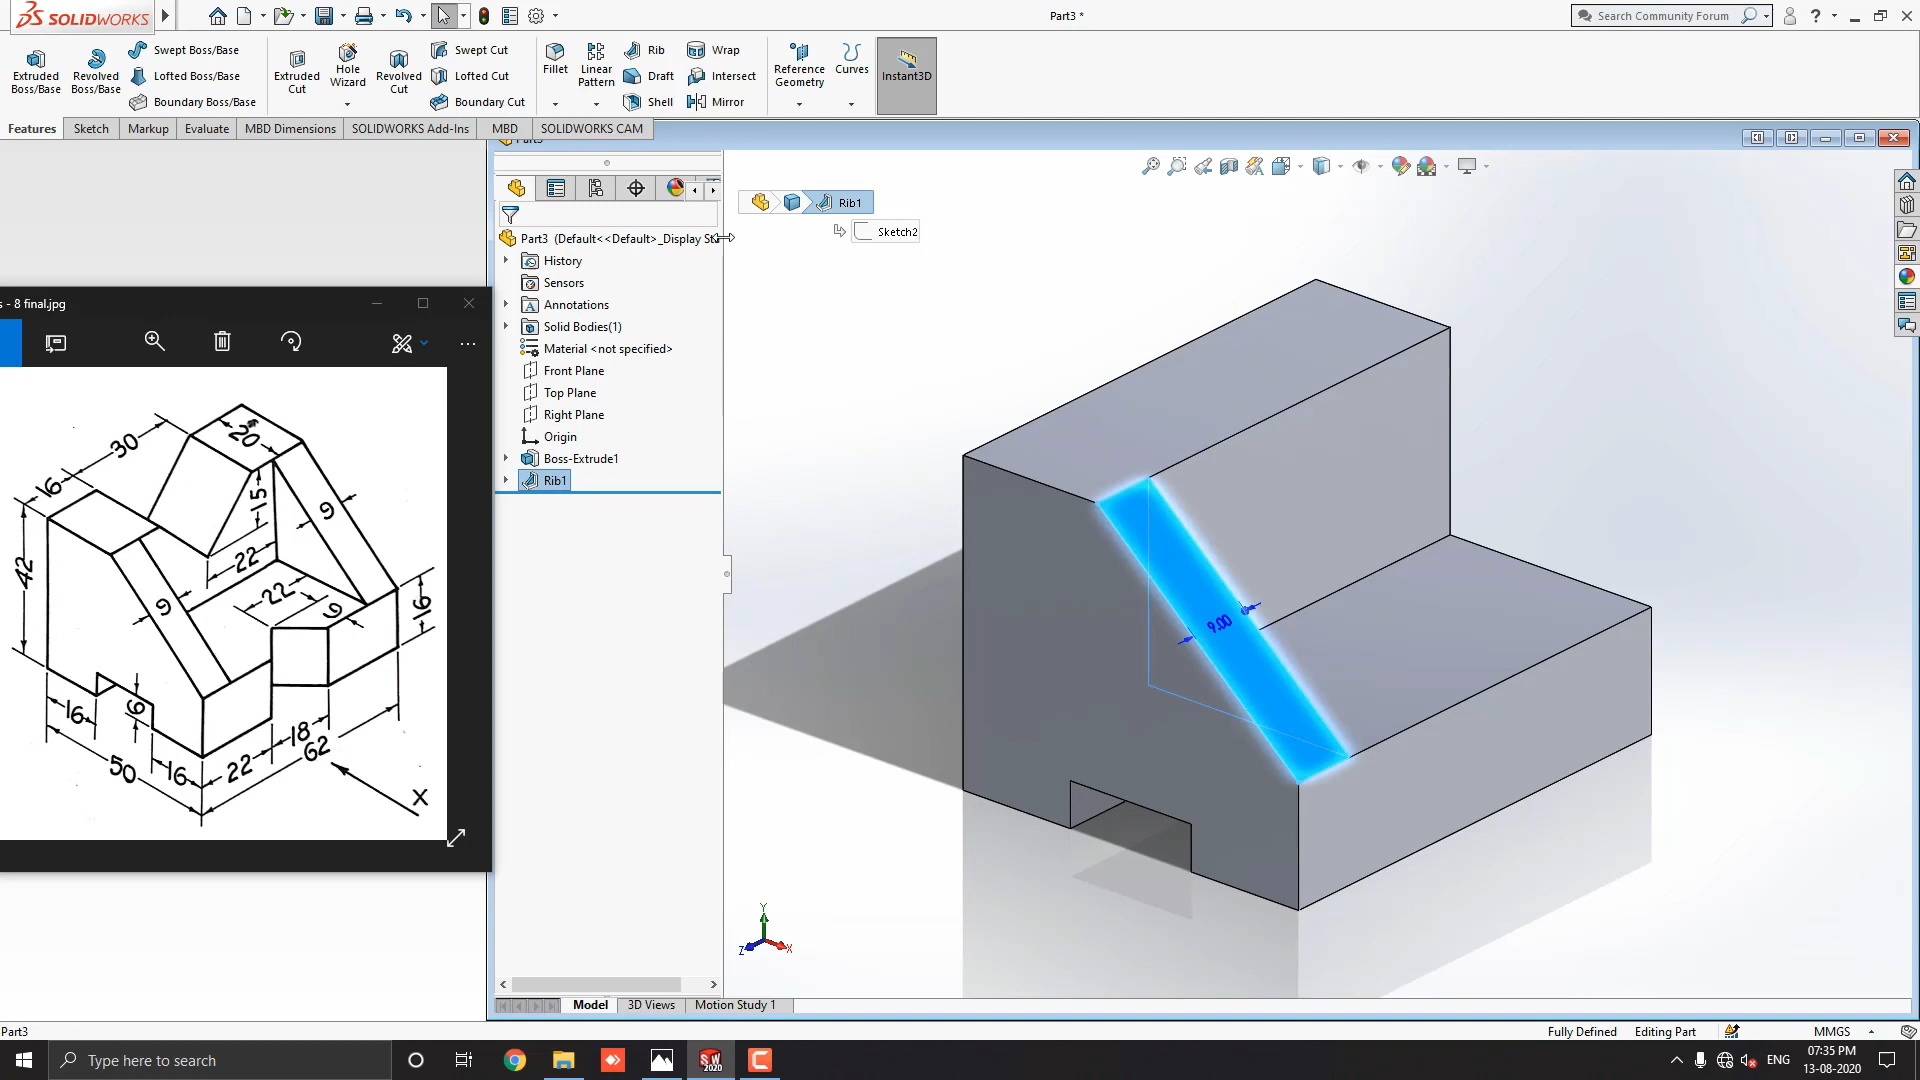 SOLIDWORKS
Part3 *
Search Community Forum
Extruded Boss/Base
Revolved Boss/Base
Swept Boss/Base
Lofted Boss/Base
Boundary Boss/Base
Extruded Cut
Hole Wizard
Revolved Cut
Swept Cut
Lofted Cut
Boundary Cut
Fillet
Linear Pattern
Rib
Draft
Shell
Wrap
Intersect
Mirror
Reference Geometry
Curves
Instant3D
Features
Sketch
Markup
Evaluate
MBD Dimensions
SOLIDWORKS Add-Ins
MBD
SOLIDWORKS CAM
Part3
Rib1
Sketch2
Part3 (Default<<Default>_Display St
History
Sensors
Annotations
Solid Bodies(1)
Material <not specified>
Front Plane
Top Plane
Right Plane
Origin
Boss-Extrude1
Rib1
s - 8 final.jpg
20
30
16
15
9
22
42
22
9
9
16
16
6
18
62
50
16
22
X
9.00
Y
Z
X
Model
3D Views
Motion Study 1
Part3
Fully Defined
Editing Part
MMGS
Type here to search
SW
2020
ENG
07:35 PM
13-08-2020